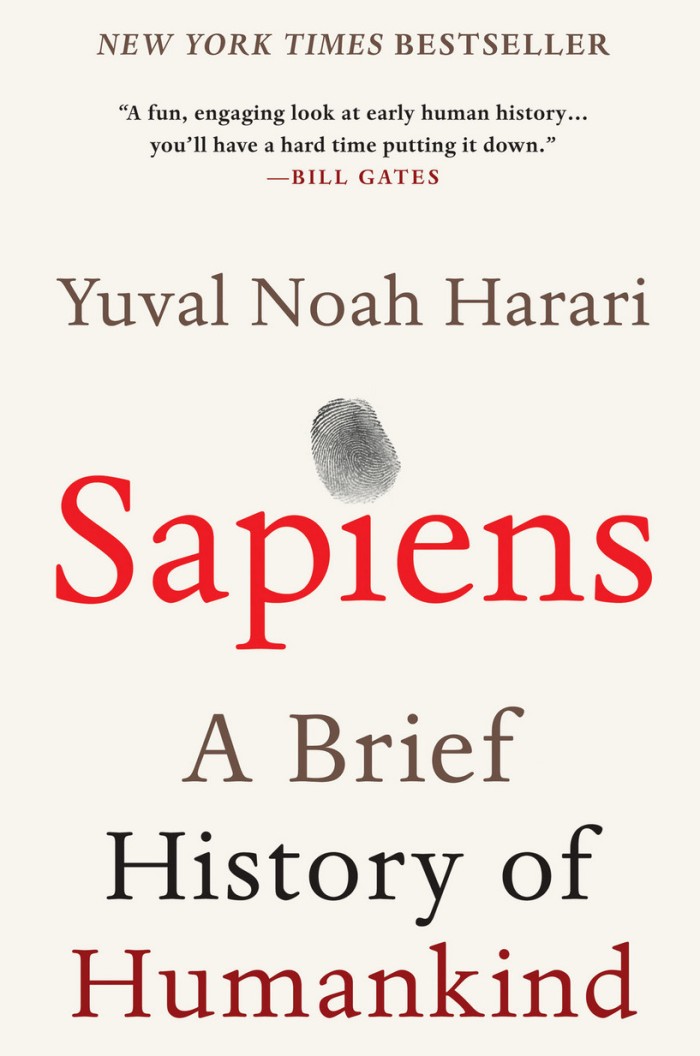 NEW YORK TIMES BESTSELLER
“A fun, engaging look at early human history...
you’ll have a hard time putting it down.”
—BILL GATES
Yuval Noah Harari
Sapiens
A Brief
History of
Humankind